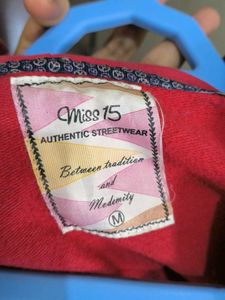 miss 15
AUTHENTIC STREETWEAR
Between tradition
and
Modernity
M